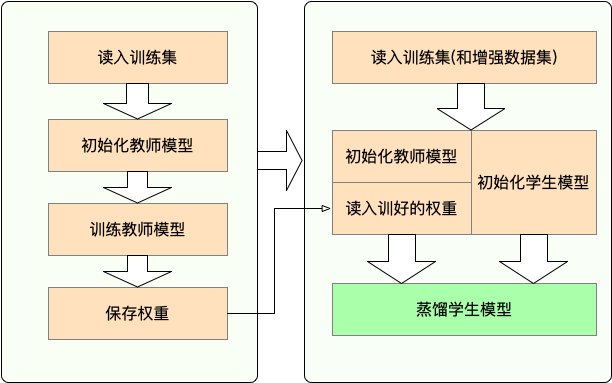 读入训练集
初始化教师模型
训练教师模型
保存权重
读入训练集(和增强数据集)
初始化教师模型
读入训好的权重
初始化学生模型
蒸馏学生模型